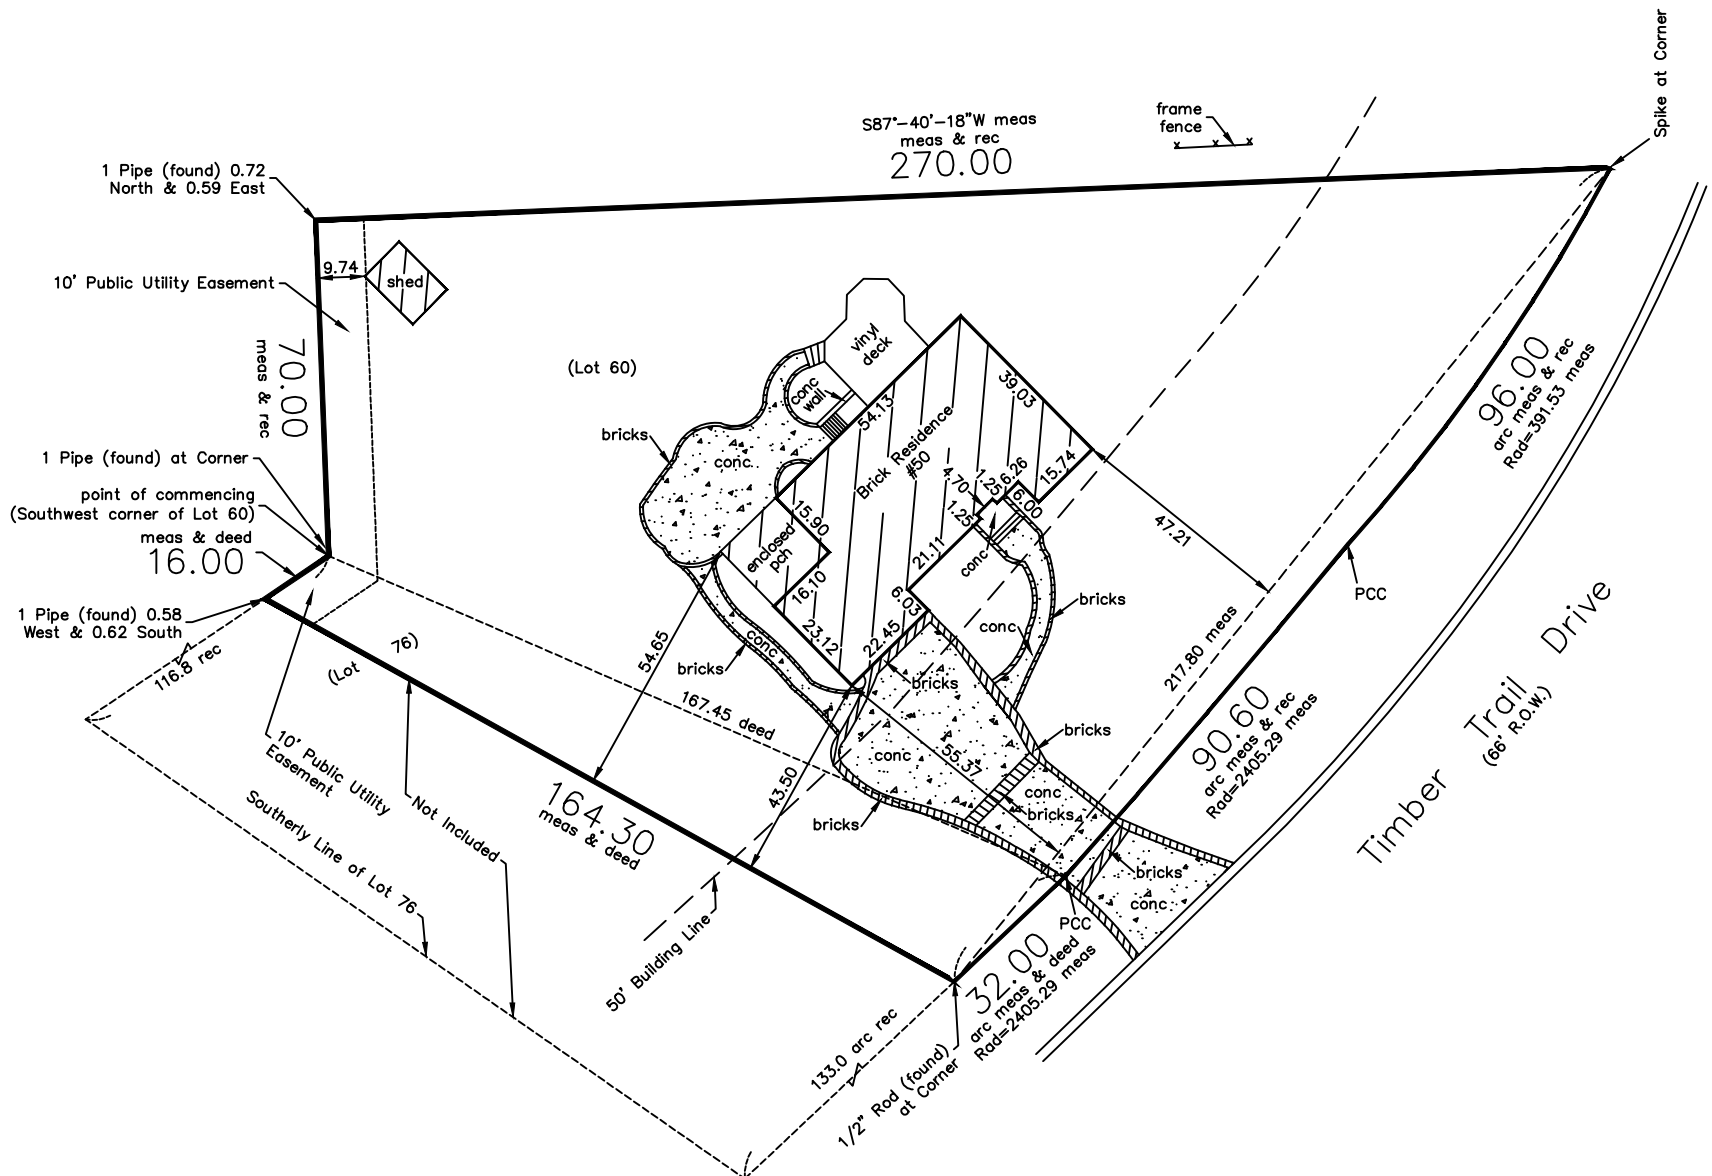 Spike at Corner
frame
fence
S87°-40'-18"W meas
meas & rec
270.00
1 Pipe (found) 0.72
North & 0.59 East
9.74
shed
10' Public Utility Easement
70.00
meas & rec
(Lot 60)
vinyl
deck
conc
wall
54.13
39.03
bricks
conc
Brick Residence
#50
15.74
6.26
1.25
4.70
6.00
1.25
47.21
96.00
arc meas & rec
Rad=391.53 meas
1 Pipe (found) at Corner
point of commencing
(Southwest corner of Lot 60)
meas & deed
16.00
15.90
enclosed
pch
21.11
conc
16.10
6.03
PCC
1 Pipe (found) 0.58
West & 0.62 South
116.8 rec
(Lot 76)
54.65
bricks
conc
23.12
22.45
conc
bricks
bricks
217.80 meas
167.45 deed
90.60
arc meas & rec
Rad=2405.29 meas
Timber Trail Drive
(66' R.O.W.)
10' Public Utility
Easement
Not Included
Southerly Line of Lot 76
164.30
meas & deed
43.50
conc
55.37
bricks
conc
bricks
bricks
bricks
conc
50' Building Line
PCC
32.00
arc meas & deed
Rad=2405.29 meas
133.0 arc rec
1/2" Rod (found)
at Corner